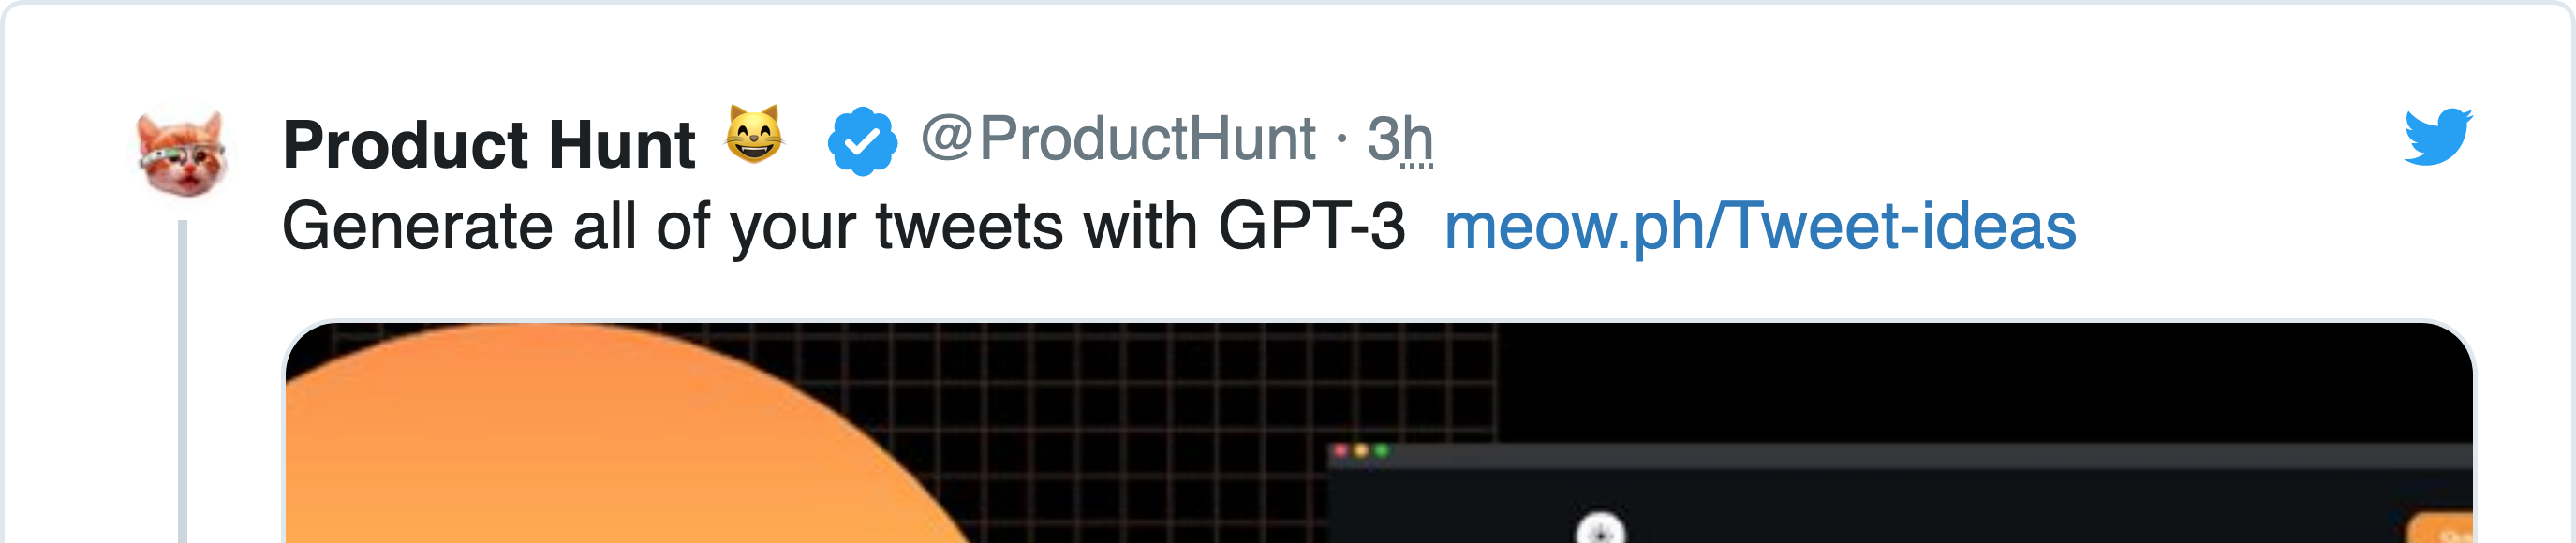 Product Hunt 😸 @ProductHunt · 3h
Generate all of your tweets with GPT-3 meow.ph/Tweet-ideas